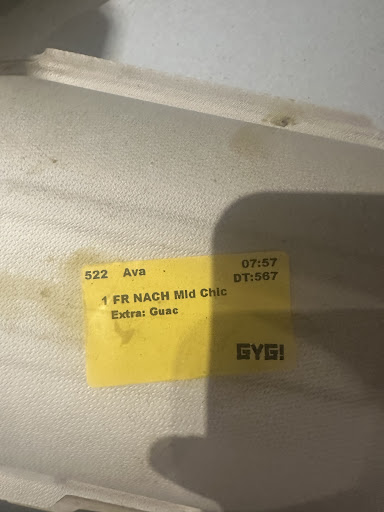 522 Ava 07:57
DT:567
1 FR NACH Mld Chic
Extra: Guac
GYG!